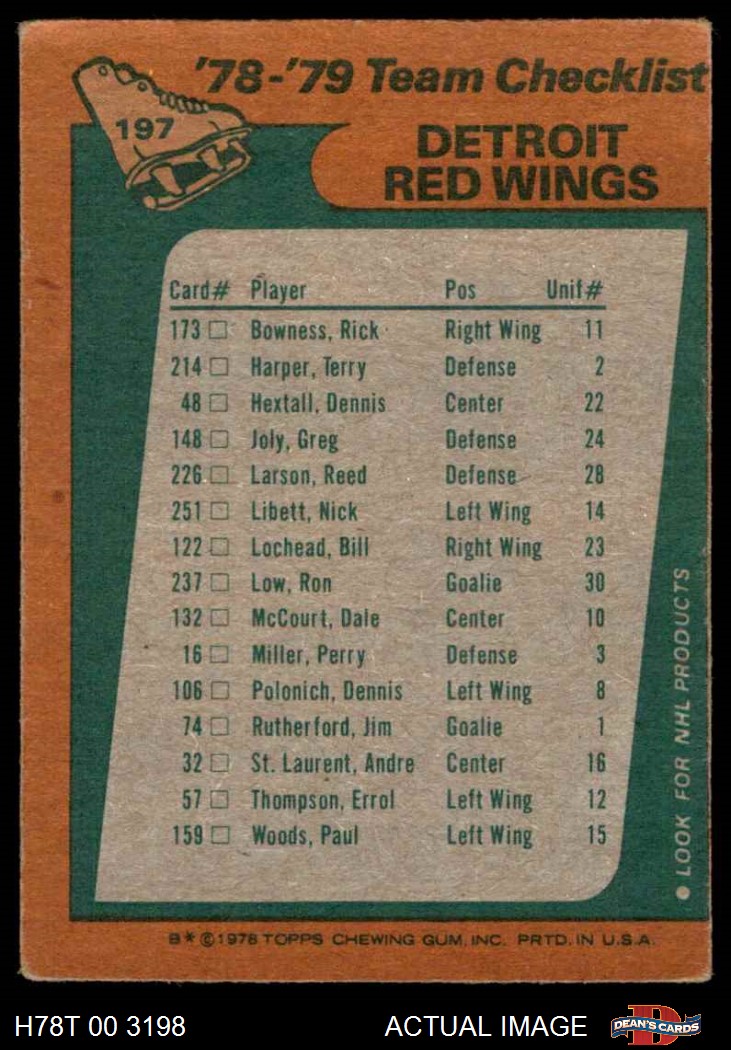 '78-'79 Team Checklist
197
DETROIT
RED WINGS
Card# Player Pos Unif#
173 Bowness, Rick Right Wing 11
214 Harper, Terry Defense 2
48 Hextall, Dennis Center 22
148 Joly, Greg Defense 24
226 Larson, Reed Defense 28
251 Libett, Nick Left Wing 14
122 Lochead, Bill Right Wing 23
237 Low, Ron Goalie 30
132 McCourt, Dale Center 10
16 Miller, Perry Defense 3
106 Polonich, Dennis Left Wing 8
74 Rutherford, Jim Goalie 1
32 St. Laurent, Andre Center 16
57 Thompson, Errol Left Wing 12
159 Woods, Paul Left Wing 15
● LOOK FOR NHL PRODUCTS
B* © 1978 TOPPS CHEWING GUM, INC. PRTD. IN U.S.A.
H78T 00 3198 ACTUAL IMAGE
D
DEAN'S CARDS